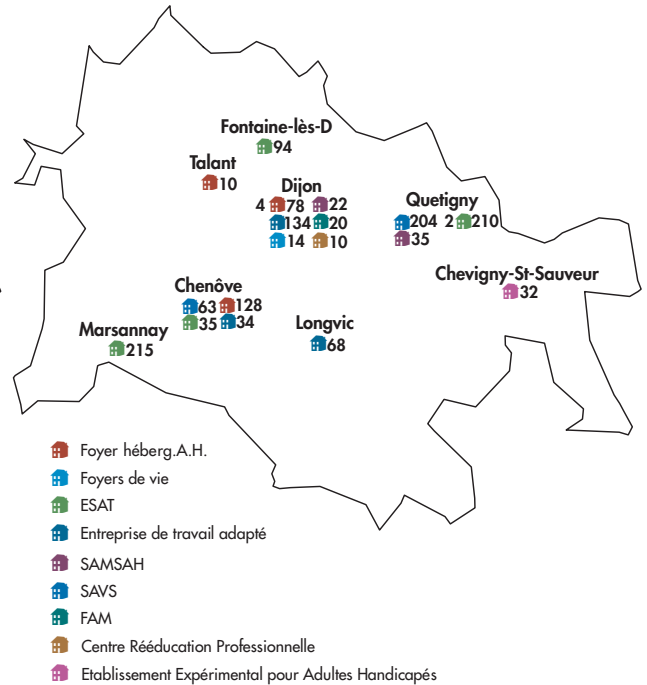 Fontaine-lès-D
94
Talant
10
Dijon
4 78 22
134 20
14 10
Quetigny
204 2 210
35
Chevigny-St-Sauveur
32
Chenôve
63 128
35 34
Longvic
68
Marsannay
215
Foyer héberg.A.H.
Foyers de vie
ESAT
Entreprise de travail adapté
SAMSAH
SAVS
FAM
Centre Rééducation Professionnelle
Etablissement Expérimental pour Adultes Handicapés